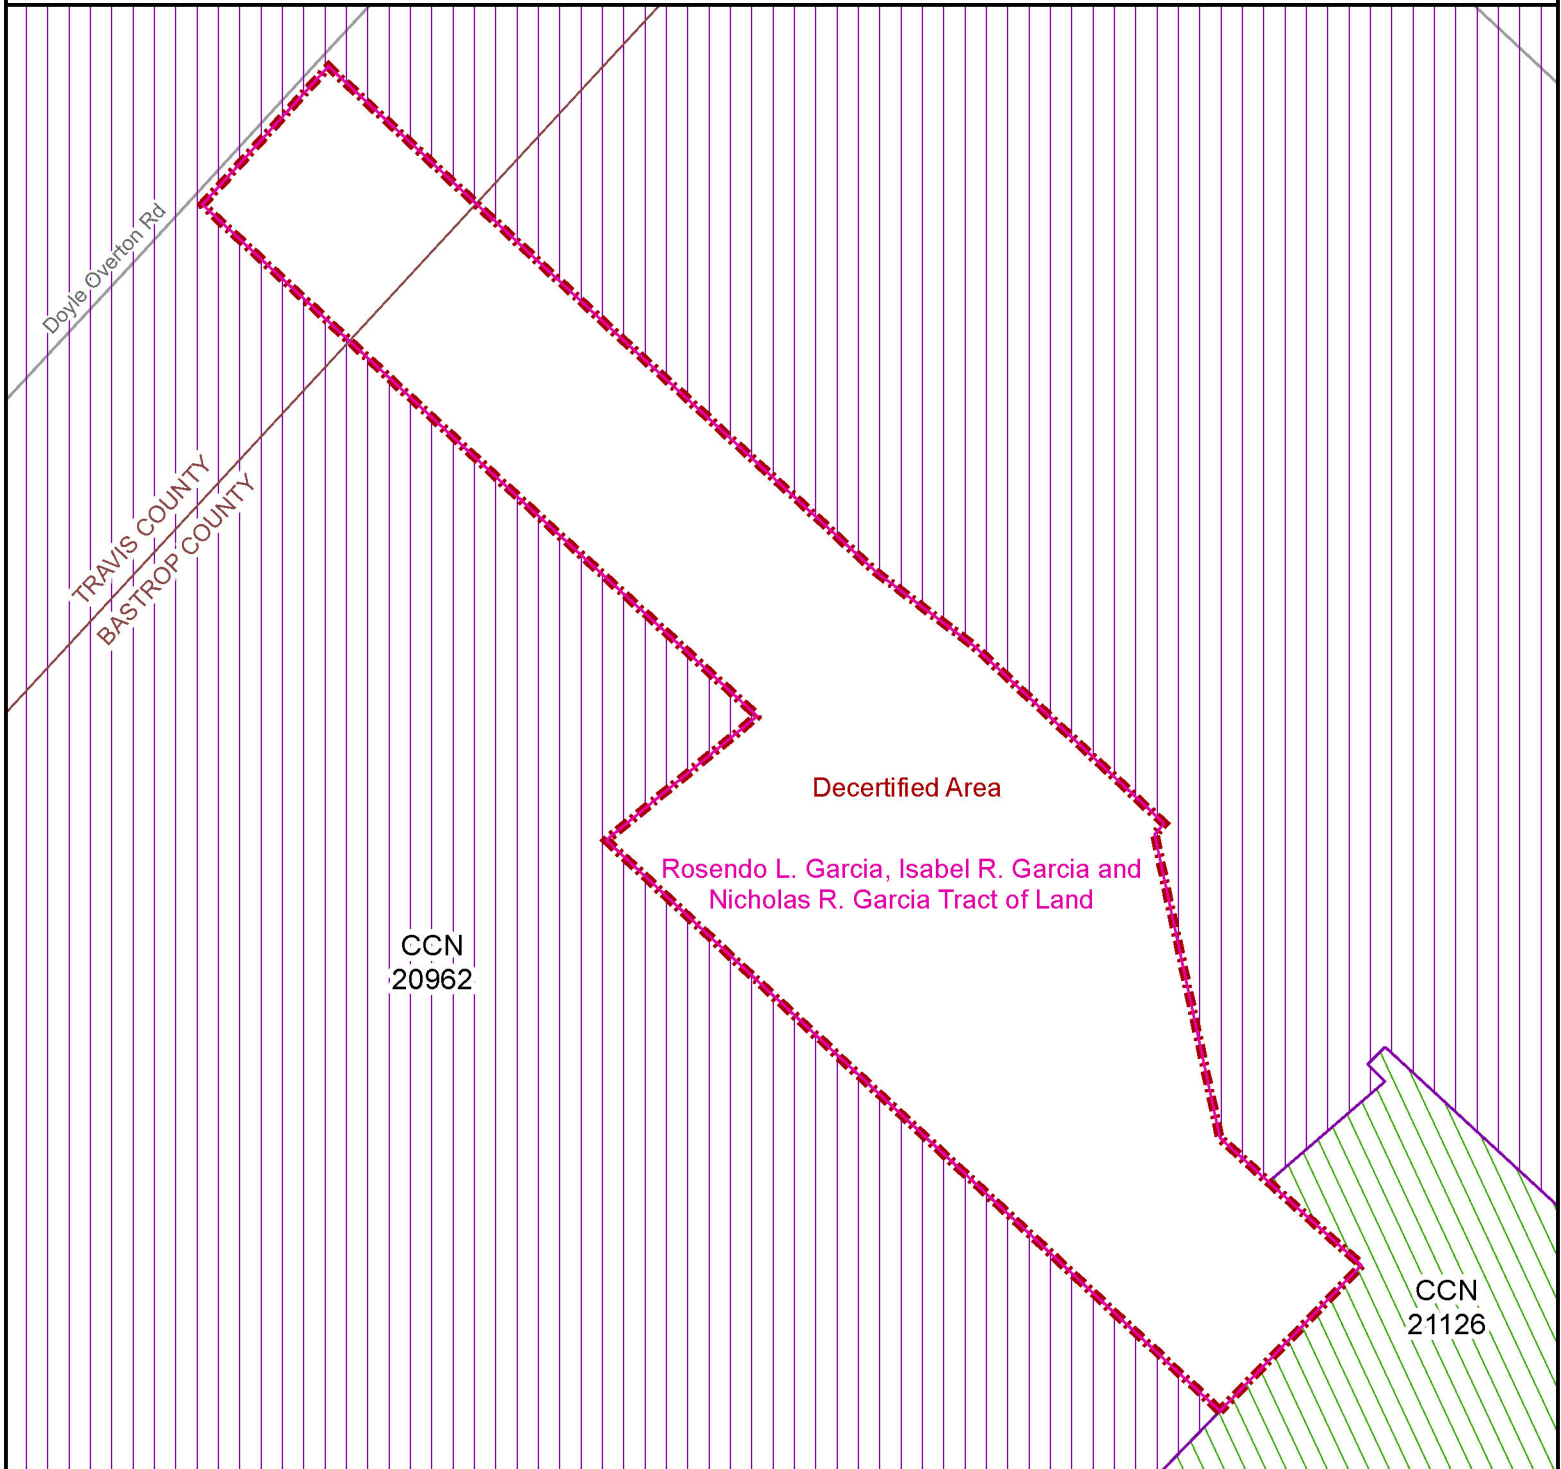 Doyle Overton Rd
TRAVIS COUNTY
BASTROP COUNTY
Decertified Area
Rosendo L. Garcia, Isabel R. Garcia and
Nicholas R. Garcia Tract of Land
CCN
20962
CCN
21126